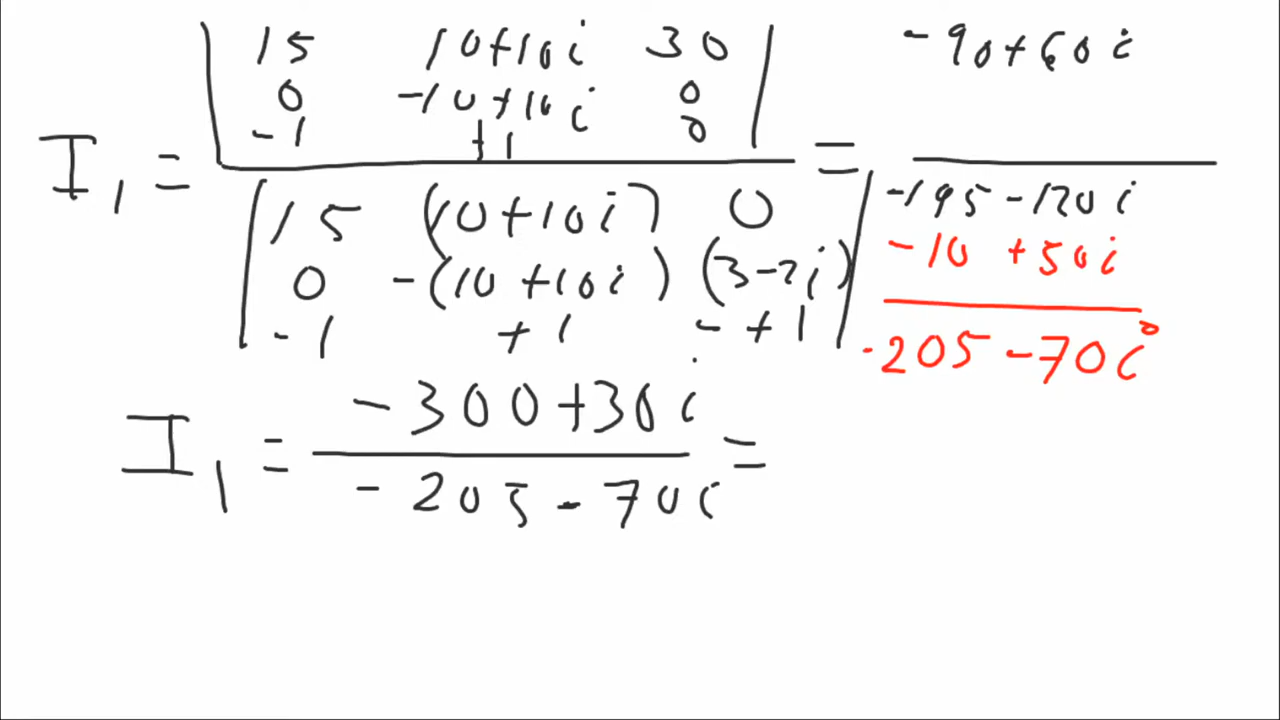 15 10+10i 30 -90+60i
0 -10+10i 0
-1 +1 0
I1 = =
15 (10+10i) 0 -195-120i
0 -(10+10i) (3-2i) -10 +50i
-1 +1 -+1 -205-70i
-300+30i
I1 = =
-205-70i